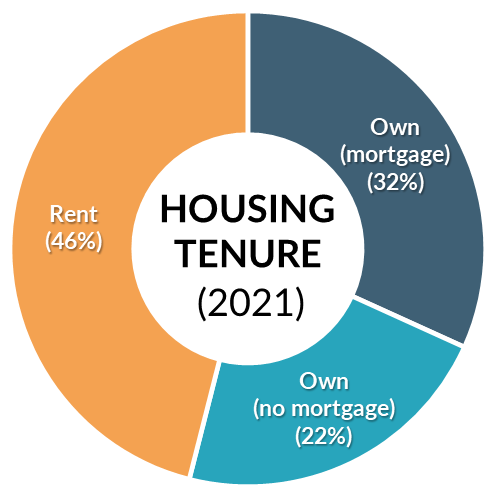 HOUSING
TENURE
(2021)
Own
(mortgage)
(32%)
Own
(no mortgage)
(22%)
Rent
(46%)